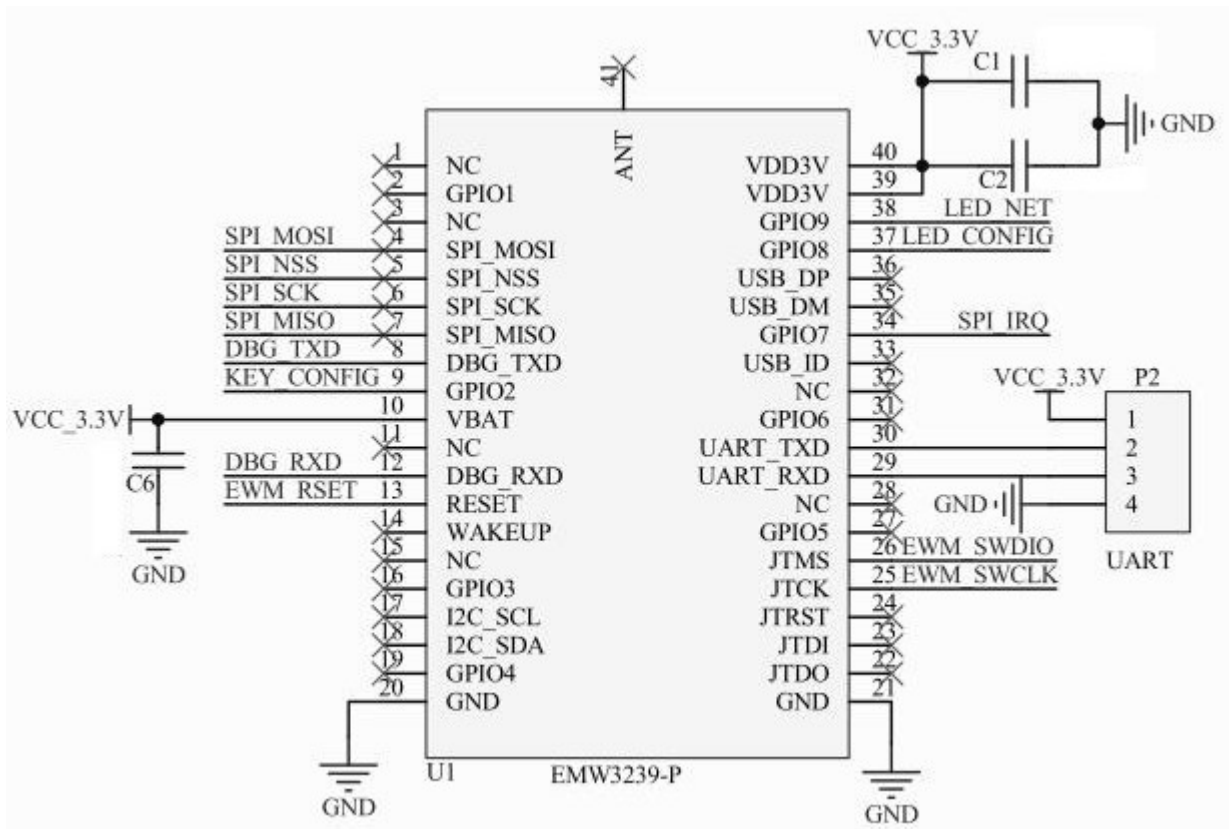 VCC_3.3V
C1
GND
C2
41
ANT
1 NC
2 GPIO1
3 NC
SPI_MOSI 4 SPI_MOSI
SPI_NSS 5 SPI_NSS
SPI_SCK 6 SPI_SCK
SPI_MISO 7 SPI_MISO
DBG_TXD 8 DBG_TXD
KEY_CONFIG 9 GPIO2
VCC_3.3V 10 VBAT
11 NC
C6
DBG_RXD 12 DBG_RXD
EWM_RSET 13 RESET
14 WAKEUP
GND
15 NC
16 GPIO3
17 I2C_SCL
18 I2C_SDA
19 GPIO4
20 GND
GND
VDD3V 40
VDD3V 39
GPIO9 38 LED_NET
GPIO8 37 LED_CONFIG
USB_DP 36
USB_DM 35
GPIO7 34 SPI_IRQ
USB_ID 33
NC 32
GPIO6 31
UART_TXD 30
UART_RXD 29
NC 28
GPIO5 27
JTMS 26 EWM_SWDIO
JTCK 25 EWM_SWCLK
JTRST 24
JTDI 23
JTDO 22
GND 21
GND
VCC_3.3V P2
1
2
3
GND 4
UART
U1 EMW3239-P